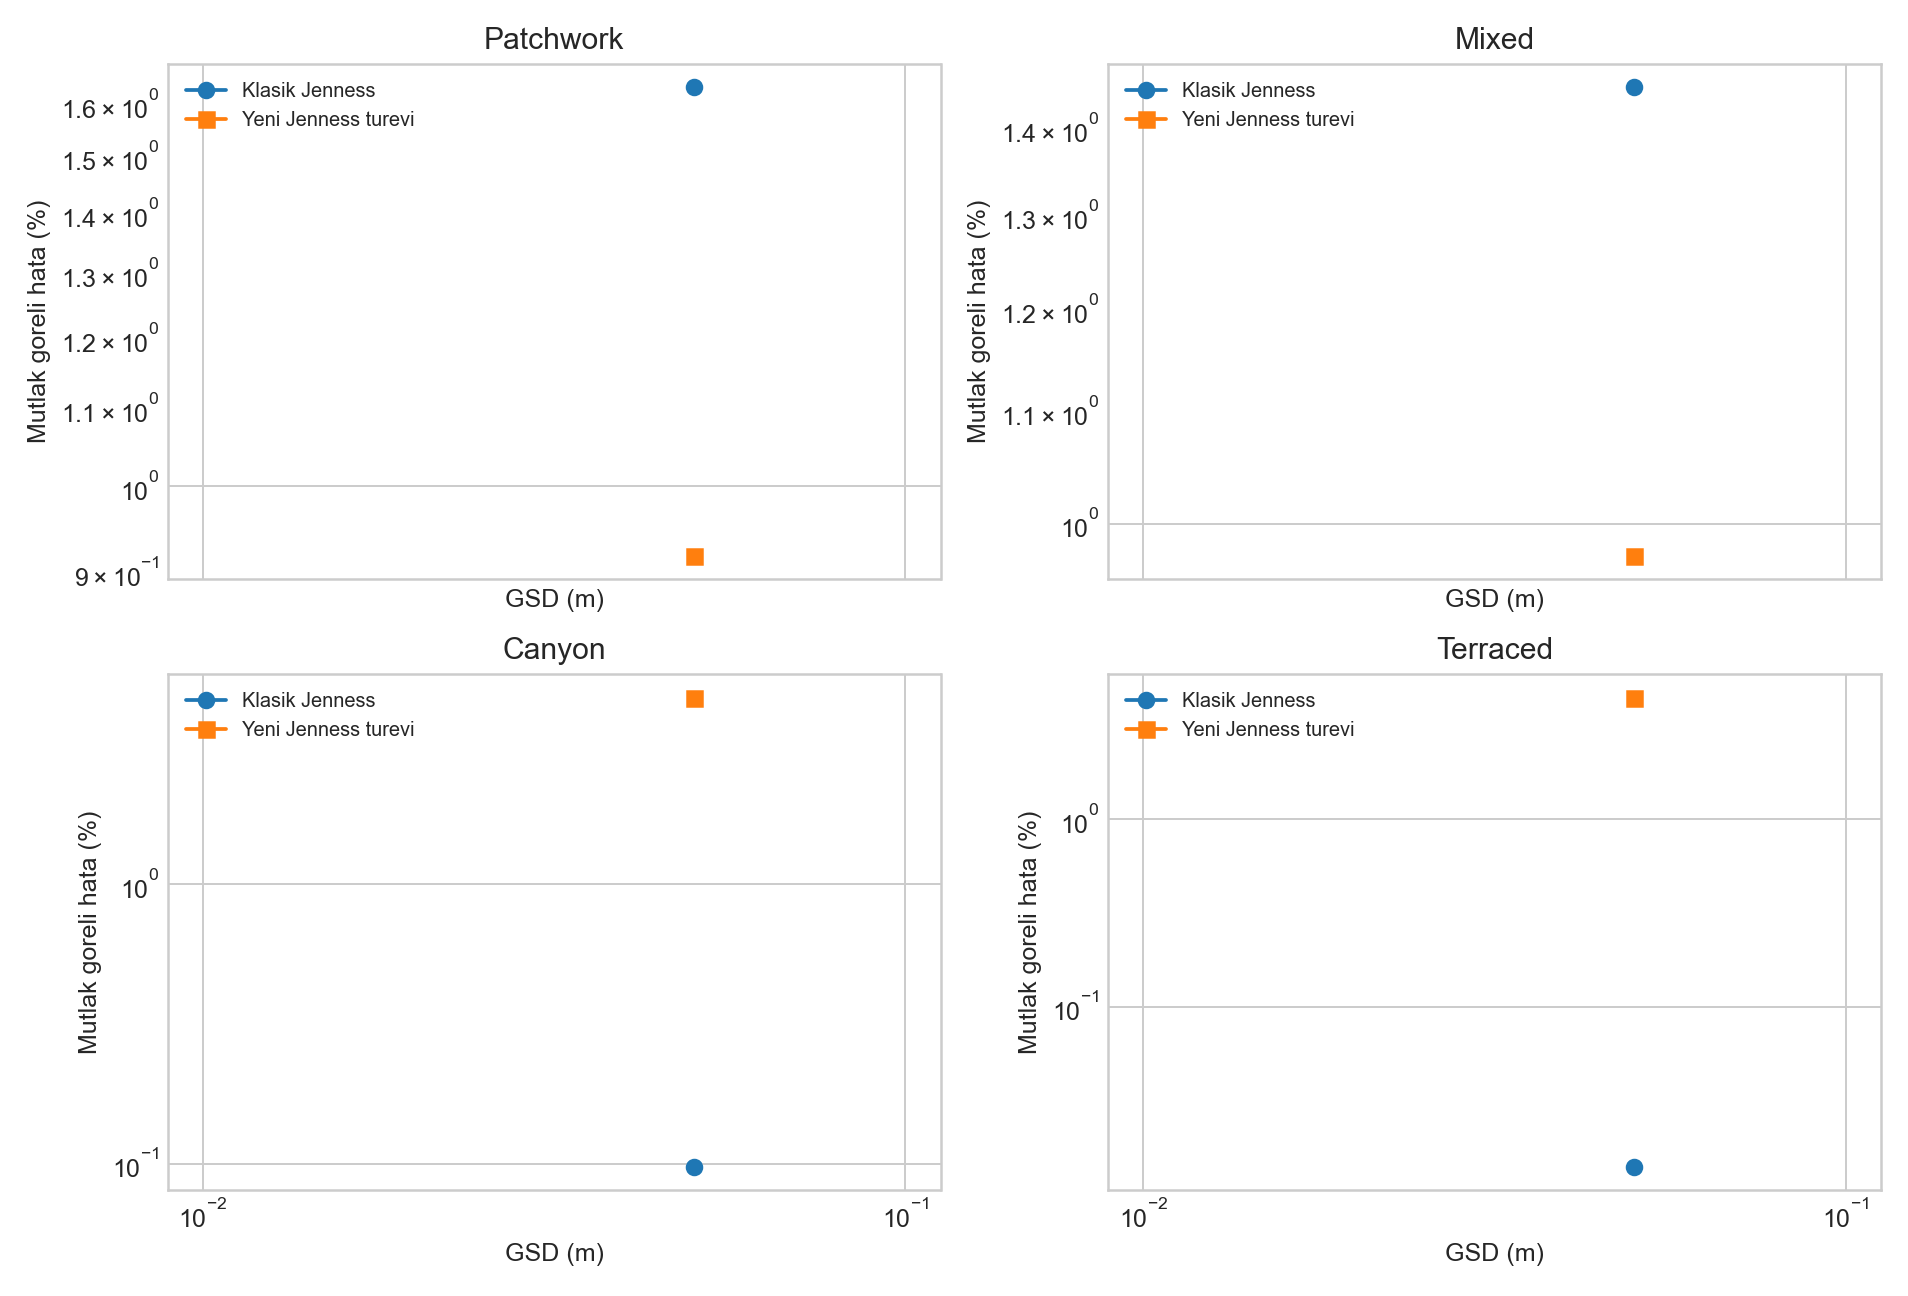 Patchwork
Klasik Jenness
Yeni Jenness turevi
1.6 × 10⁰
1.5 × 10⁰
1.4 × 10⁰
1.3 × 10⁰
1.2 × 10⁰
1.1 × 10⁰
10⁰
9 × 10⁻¹
Mutlak goreli hata (%)
GSD (m)
Mixed
Klasik Jenness
Yeni Jenness turevi
1.4 × 10⁰
1.3 × 10⁰
1.2 × 10⁰
1.1 × 10⁰
10⁰
Mutlak goreli hata (%)
GSD (m)
Canyon
Klasik Jenness
Yeni Jenness turevi
10⁰
10⁻¹
Mutlak goreli hata (%)
10⁻² 10⁻¹
GSD (m)
Terraced
Klasik Jenness
Yeni Jenness turevi
10⁰
10⁻¹
Mutlak goreli hata (%)
10⁻² 10⁻¹
GSD (m)